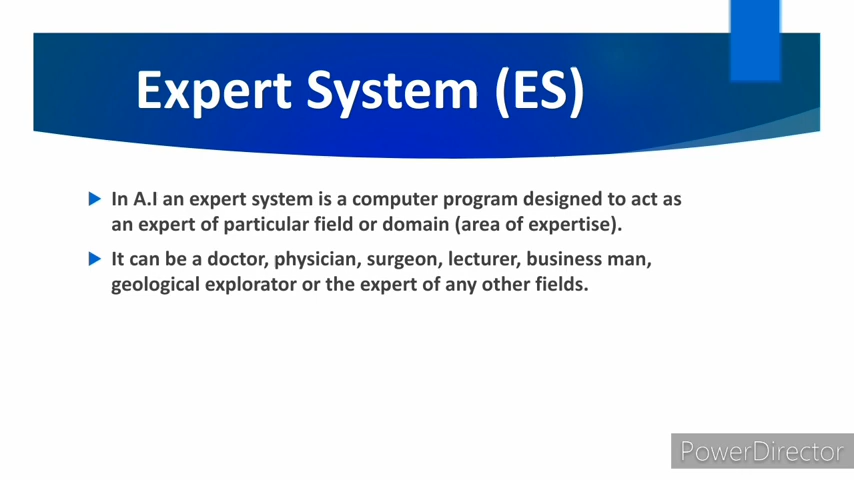 Expert System (ES)
In A.I an expert system is a computer program designed to act as
an expert of particular field or domain (area of expertise).
It can be a doctor, physician, surgeon, lecturer, business man,
geological explorator or the expert of any other fields.
PowerDirector